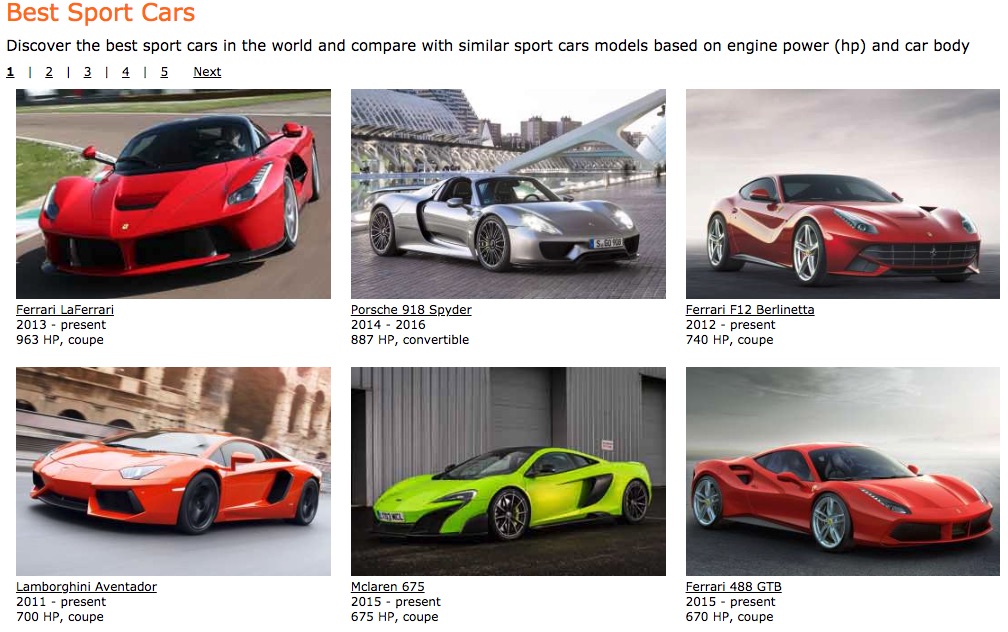 Best Sport Cars
Discover the best sport cars in the world and compare with similar sport cars models based on engine power (hp) and car body
1 | 2 | 3 | 4 | 5 Next
Ferrari LaFerrari
2013 - present
963 HP, coupe
Porsche 918 Spyder
2014 - 2016
887 HP, convertible
Ferrari F12 Berlinetta
2012 - present
740 HP, coupe
Lamborghini Aventador
2011 - present
700 HP, coupe
Mclaren 675
2015 - present
675 HP, coupe
Ferrari 488 GTB
2015 - present
670 HP, coupe